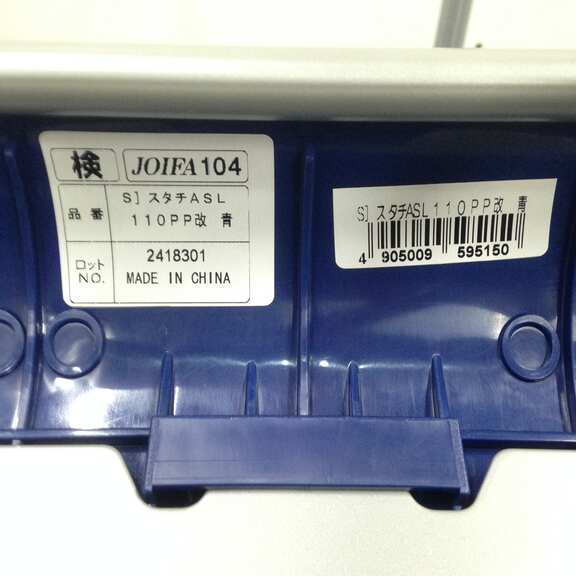 検 JOIFA 104
品番
S］スタチASL
110PP改 青
ロット
NO.
2418301
MADE IN CHINA
S］スタチASL110PP改 青
4 905009 595150